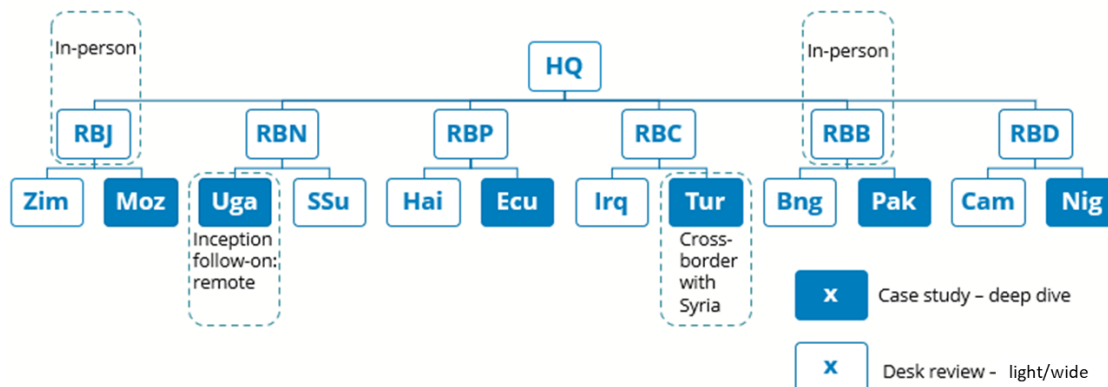 In-person
In-person
HQ
RBJ RBN RBP RBC RBB RBD
Zim Moz Uga SSu Hai Ecu Irq Tur Bng Pak Cam Nig
Inception
follow-on:
remote
Cross-
border
with
Syria
x Case study – deep dive
x Desk review - light/wide